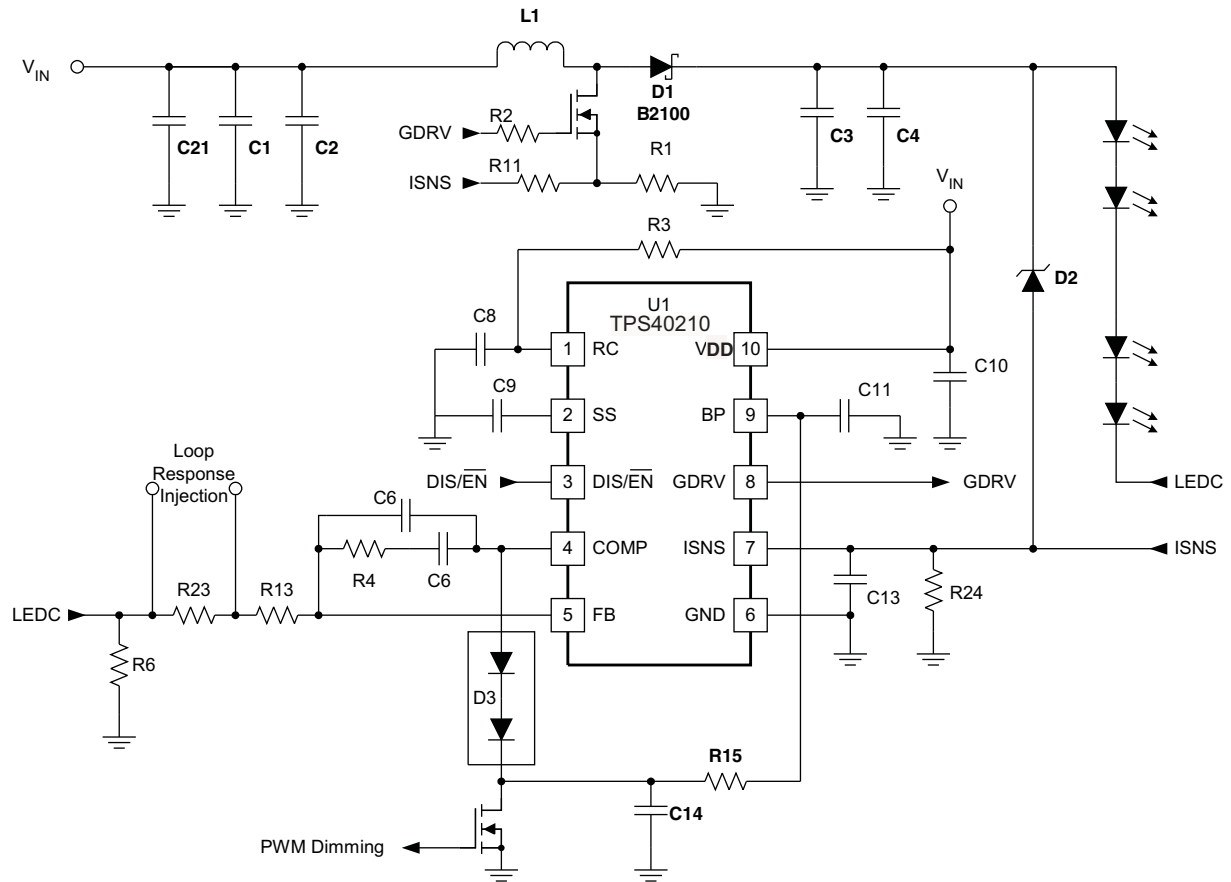 L1
V_IN
D1
B2100
C21
C1
C2
GDRV
R2
R1
C3
C4
ISNS
R11
V_IN
R3
D2
U1
TPS40210
C8
1
RC
VDD
10
C10
C9
C11
2
SS
BP
9
Loop
Response
Injection
DIS/E̅N̅
3
DIS/E̅N̅
GDRV
8
GDRV
LEDC
C6
4
COMP
ISNS
7
ISNS
R4
C6
R23
R13
C13
R24
LEDC
5
FB
GND
6
R6
D3
R15
C14
PWM Dimming